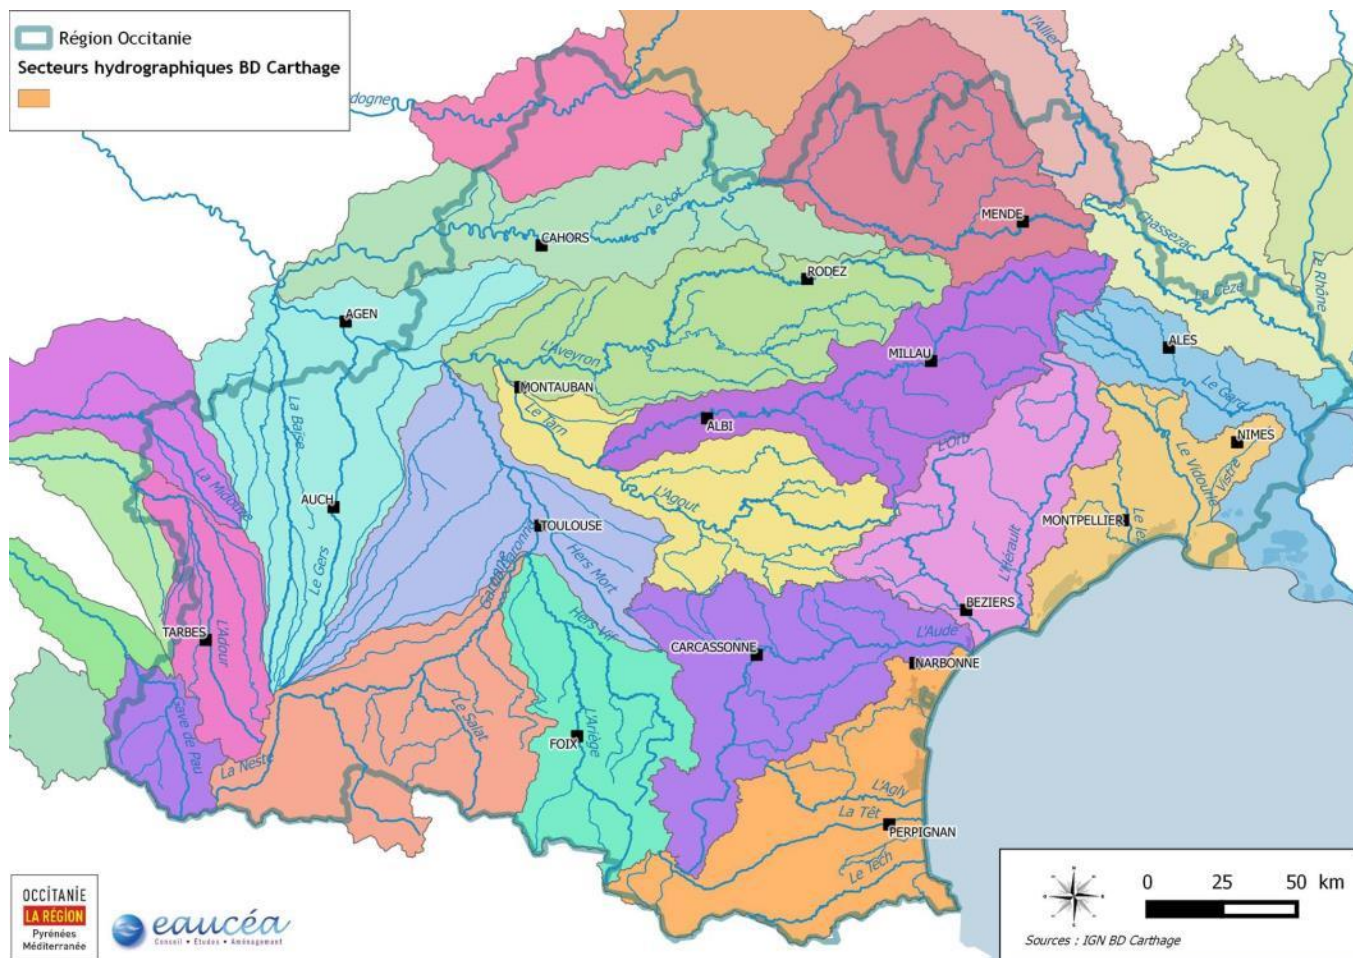 Région Occitanie
Secteurs hydrographiques BD Carthage
dogne
l'Allier
Le Lot
MENDE
CAHORS
Chassezac
RODEZ
La Cèze
Le Rhône
AGEN
L'Aveyron
MILLAU
ALES
MONTAUBAN
Le Tarn
Le Gard
La Baïse
ALBI
L'Orb
NIMES
La Midouze
Le Vidourle
Vistre
AUCH
L'Agout
MONTPELLIER
Le lez
TOULOUSE
Garonne
Hers Mort
Le Gers
L'Hérault
BEZIERS
TARBES
L'Adour
Hers Vif
CARCASSONNE
L'Aude
NARBONNE
Gave de Pau
Le Salat
L'Ariège
FOIX
La Neste
L'Agly
La Têt
PERPIGNAN
Le Tech
0 25 50 km
Sources : IGN BD Carthage
OCCITANIE
LA RÉGION
Pyrénées
Méditerranée
eaucéa
Conseil • Études • Aménagement